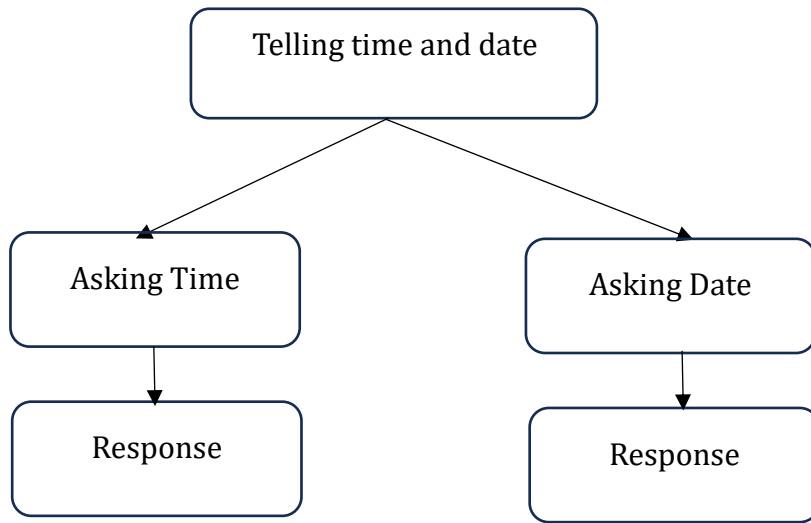 Telling time and date
Asking Time
Asking Date
Response
Response